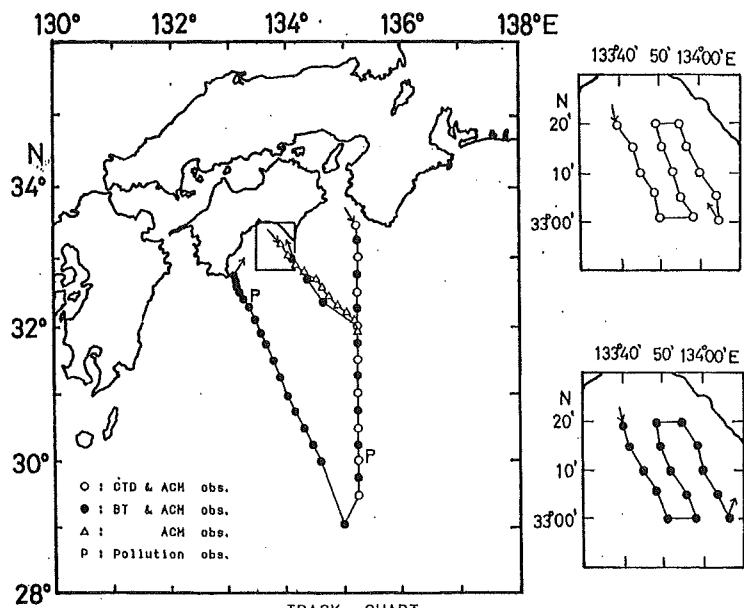 130° 132° 134° 136° 138°E
N
34°
32°
30°
28°
P
P
○ : CTD & ACM obs.
● : BT & ACM obs.
△ : ACM obs.
P : Pollution obs.
TRACK CHART
133°40' 50' 134°00' E
N
20'
10'
33°00'
133°40' 50' 134°00' E
N
20'
10'
33°00'